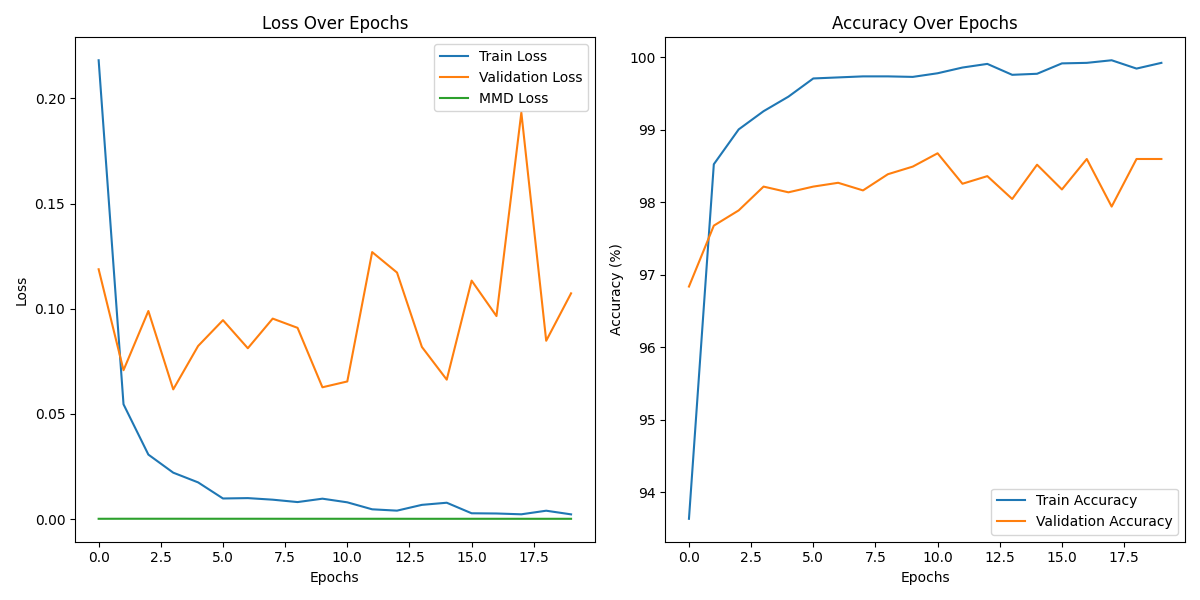 Loss Over Epochs
Train Loss
Validation Loss
MMD Loss
0.20
0.15
0.10
0.05
0.00
Loss
0.0 2.5 5.0 7.5 10.0 12.5 15.0 17.5
Epochs
Accuracy Over Epochs
100
99
98
97
96
95
94
Accuracy (%)
Train Accuracy
Validation Accuracy
0.0 2.5 5.0 7.5 10.0 12.5 15.0 17.5
Epochs